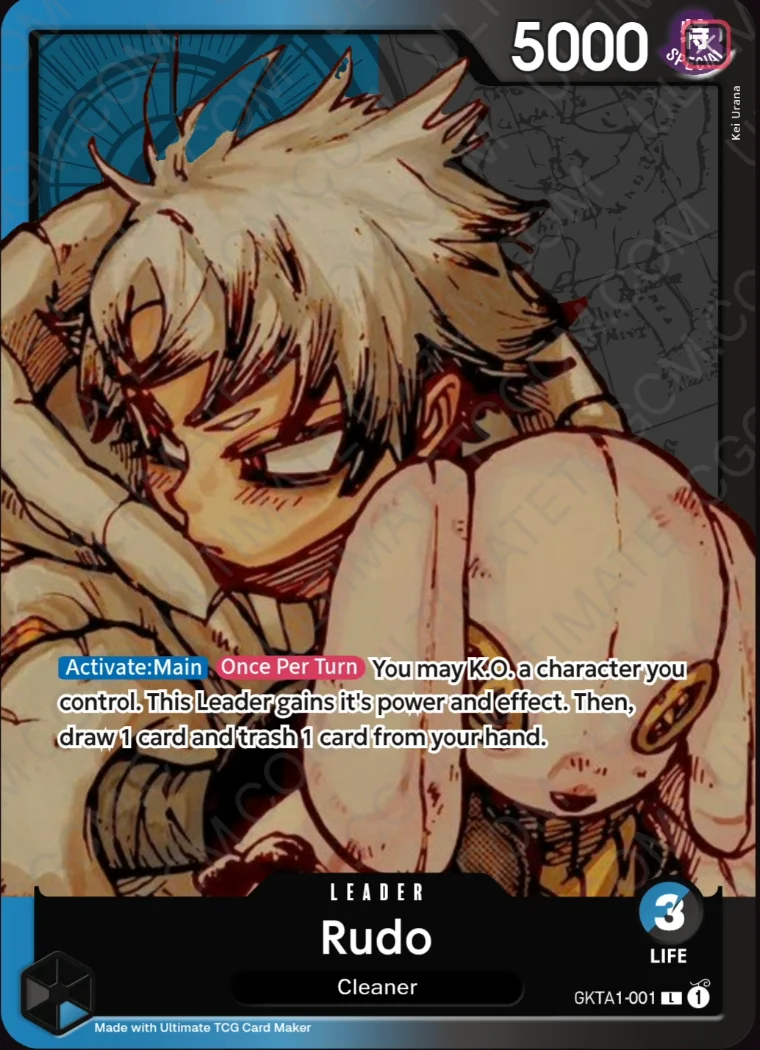 5000
SPECIAL
Kei Urana
Activate:Main Once Per Turn You may K.O. a character you
control. This Leader gains it's power and effect. Then,
draw 1 card and trash 1 card from your hand.
LEADER
Rudo
3
Cleaner
LIFE
GKTA1-001 L 1
Made with Ultimate TCG Card Maker